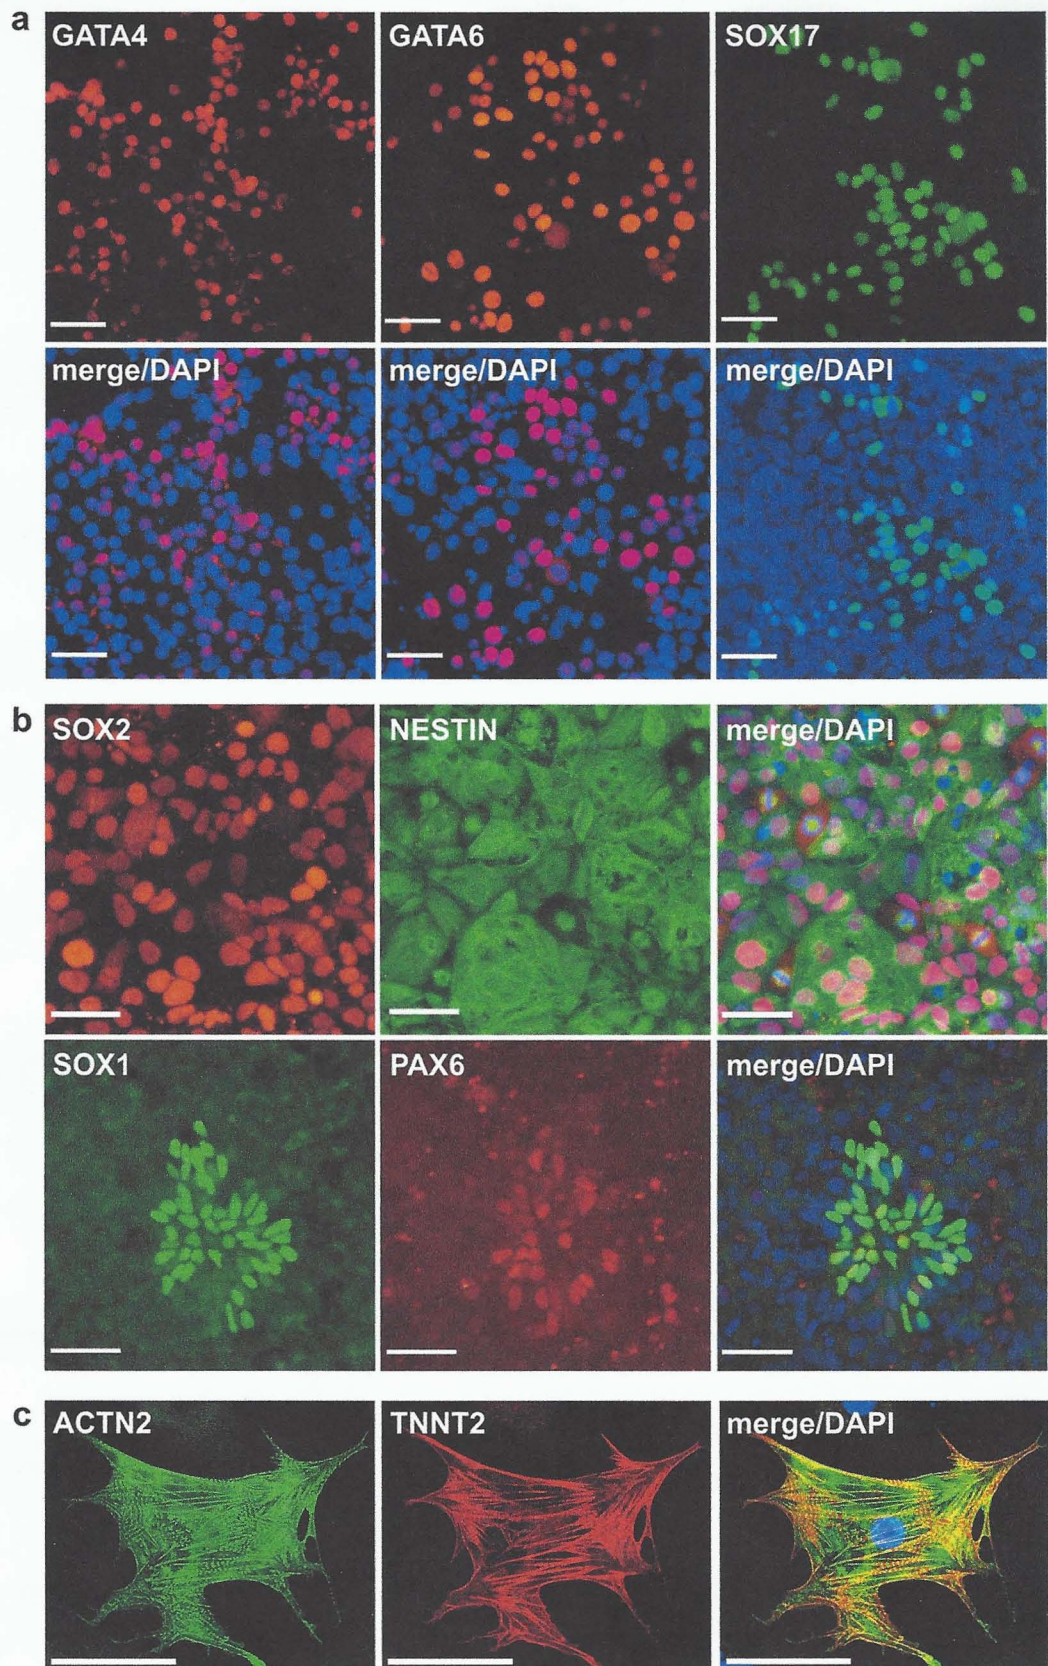 a
GATA4 GATA6 SOX17
merge/DAPI merge/DAPI merge/DAPI
b
SOX2 NESTIN merge/DAPI
SOX1 PAX6 merge/DAPI
c
ACTN2 TNNT2 merge/DAPI